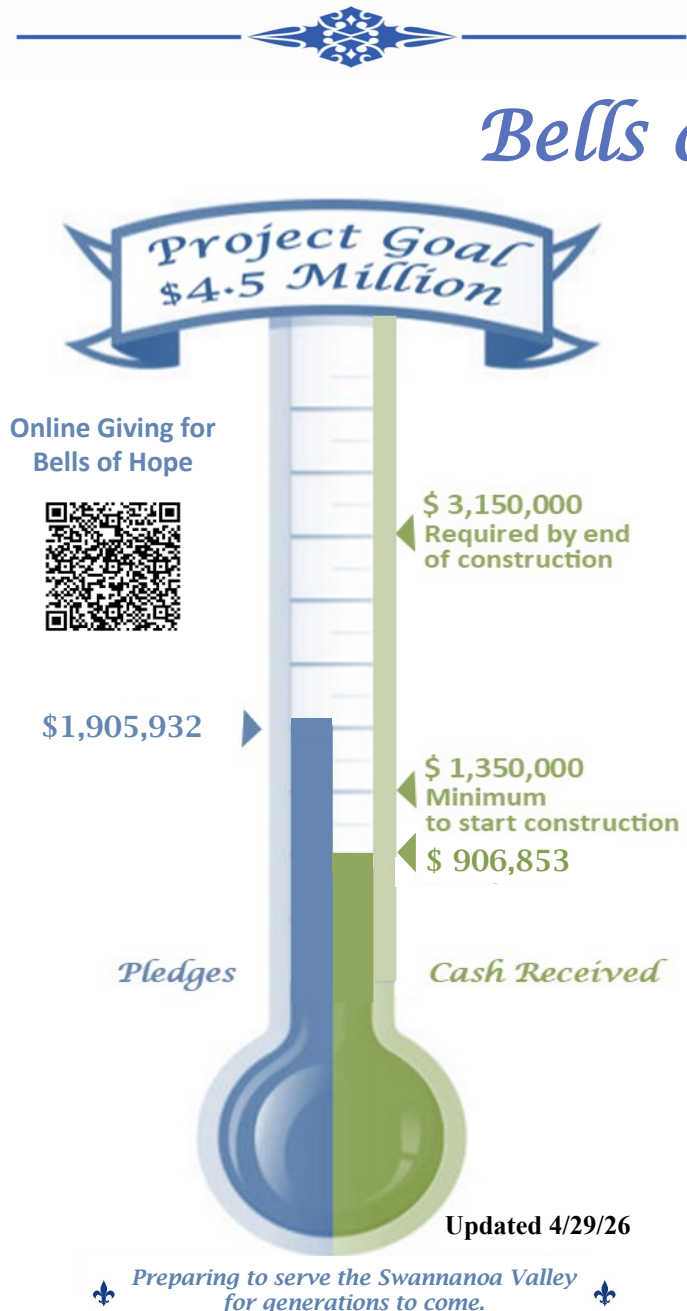 Bells
Project Goal
$4.5 Million
Online Giving for
Bells of Hope
$ 3,150,000
Required by end
of construction
$1,905,932
$ 1,350,000
Minimum
to start construction
$ 906,853
Pledges
Cash Received
Updated 4/29/26
Preparing to serve the Swannanoa Valley
for generations to come.